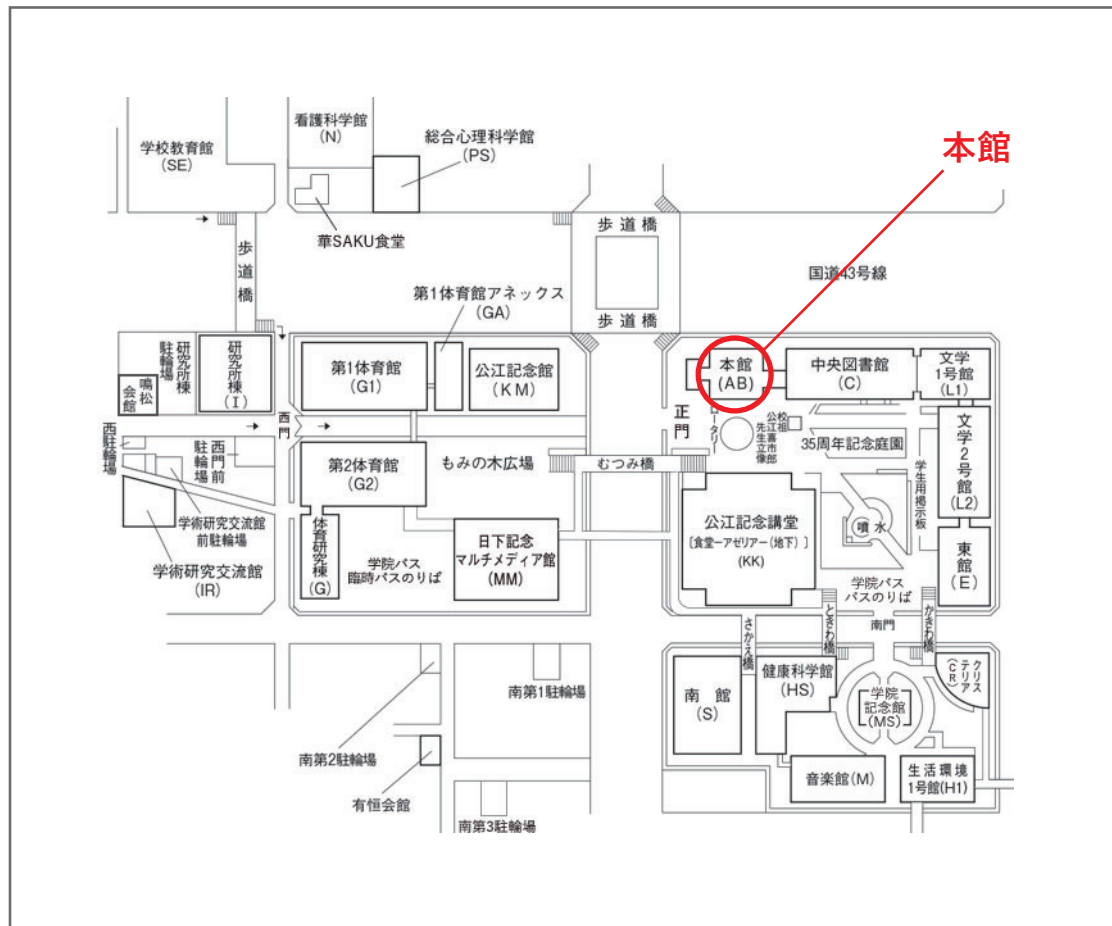 本館
看護科学館
(N)
総合心理科学館
(PS)
学校教育館
(SE)
華SAKU食堂
歩道橋
歩道橋
歩道橋
国道43号線
第1体育館アネックス
(GA)
研究所棟
駐輪場
研究所棟
(I)
鳴松
会館
第1体育館
(G1)
公江記念館
(KM)
本館
(AB)
中央図書館
(C)
文学
1号館
(L1)
西門
正門
ロータリー
校祖
公江喜市郎
先生立像
35周年記念庭園
文学2号館
(L2)
学生用掲示板
西駐輪場
西門前
駐輪場
第2体育館
(G2)
もみの木広場
むつみ橋
公江記念講堂
〔食堂ーアゼリアー(地下)〕
(KK)
噴水
東館
(E)
学術研究交流館
前駐輪場
学術研究交流館
(IR)
体育研究棟
(G)
学院バス
臨時バスのりば
日下記念
マルチメディア館
(MM)
学院バス
バスのりば
さかえ橋
ときわ橋
南門
かきわ橋
南第1駐輪場
南館
(S)
健康科学館
(HS)
学院
記念館
(MS)
クリス
テリア
(CR)
南第2駐輪場
有恒会館
音楽館(M)
生活環境
1号館(H1)
南第3駐輪場